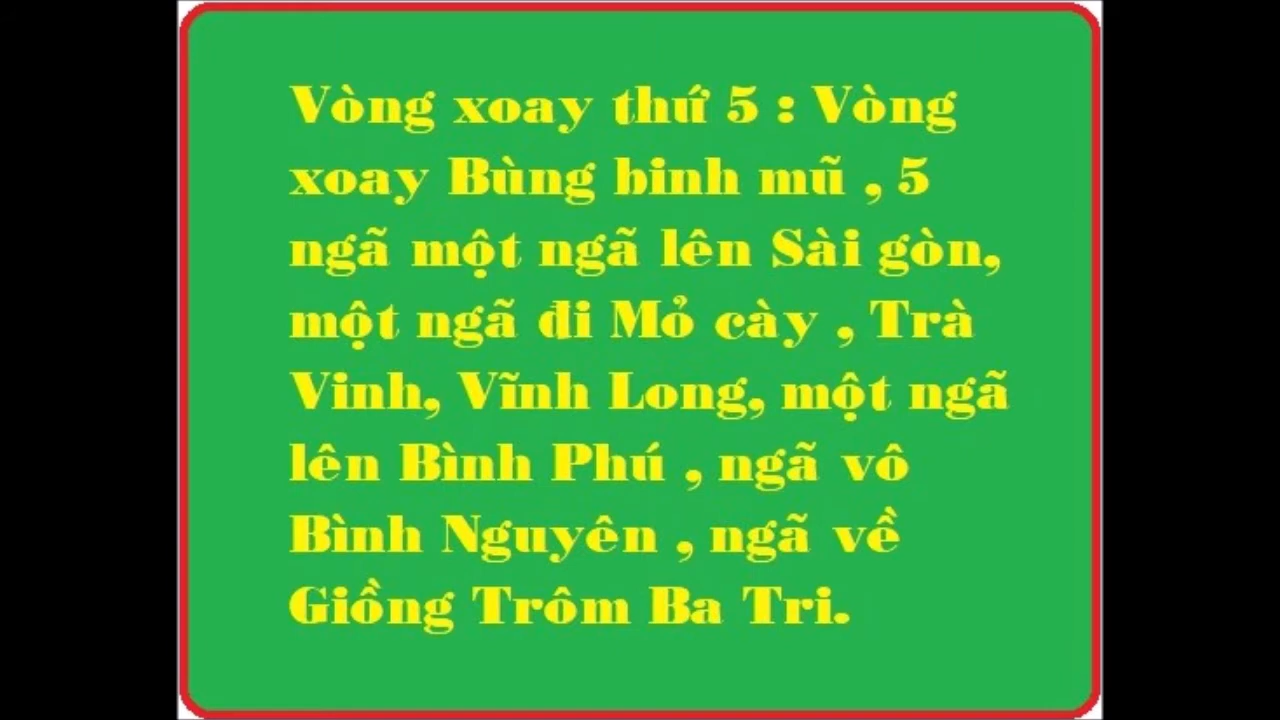 Vòng xoay thứ 5 : Vòng
xoay Bùng binh mũ , 5
ngã một ngã lên Sài gòn,
một ngã đi Mỏ cày , Trà
Vinh, Vĩnh Long, một ngã
lên Bình Phú , ngã vô
Bình Nguyên , ngã về
Giồng Trôm Ba Tri.